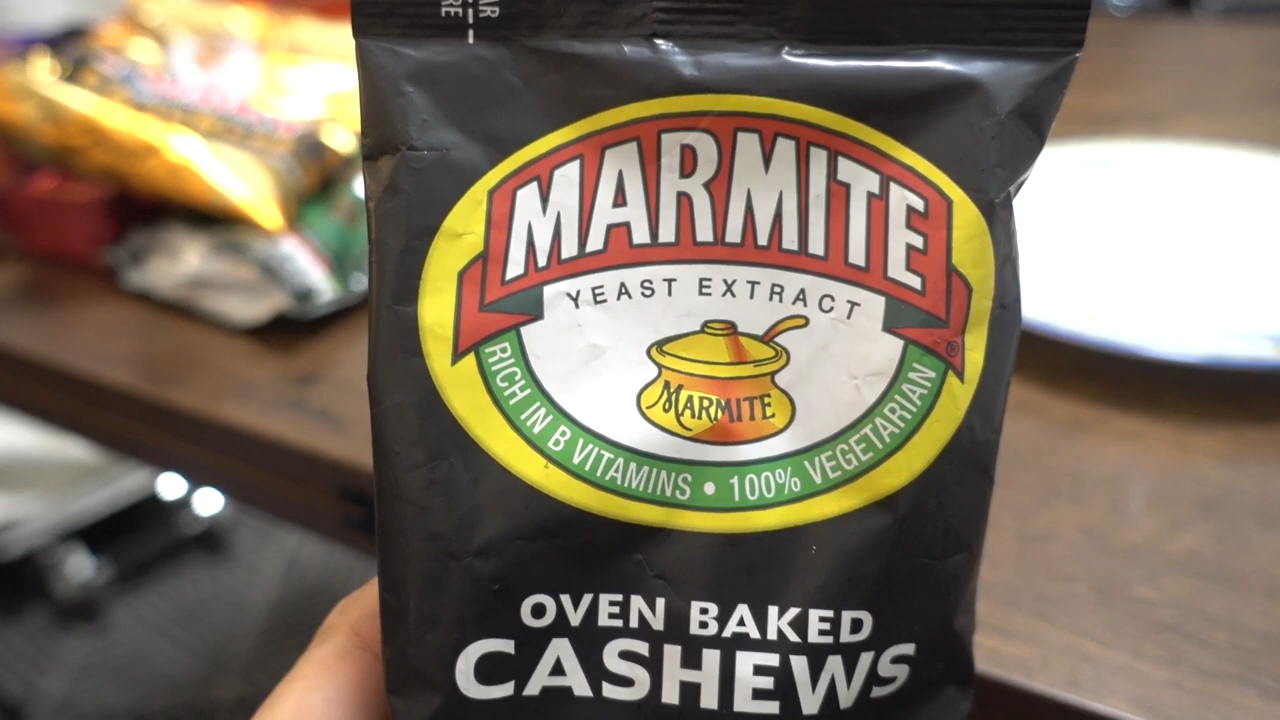 MARMITE
YEAST EXTRACT
MARMITE
RICH IN B VITAMINS • 100% VEGETARIAN
OVEN BAKED
CASHEWS